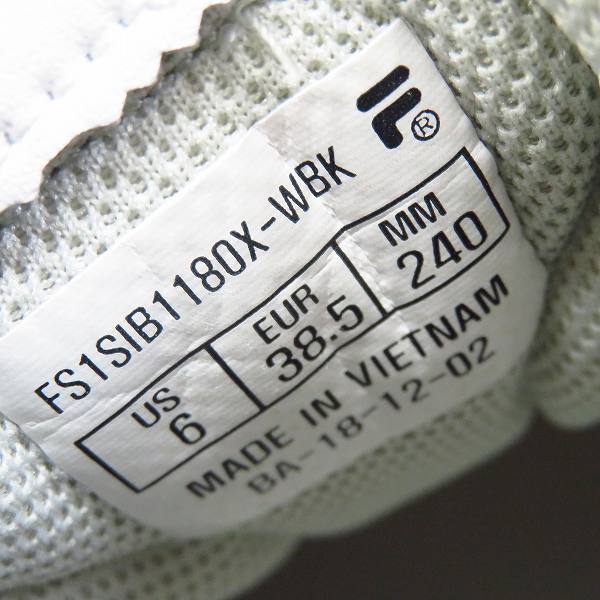 F®
FS1SIB1180X-WBK
US EUR MM
6 38.5 240
MADE IN VIETNAM
BA-18-12-02